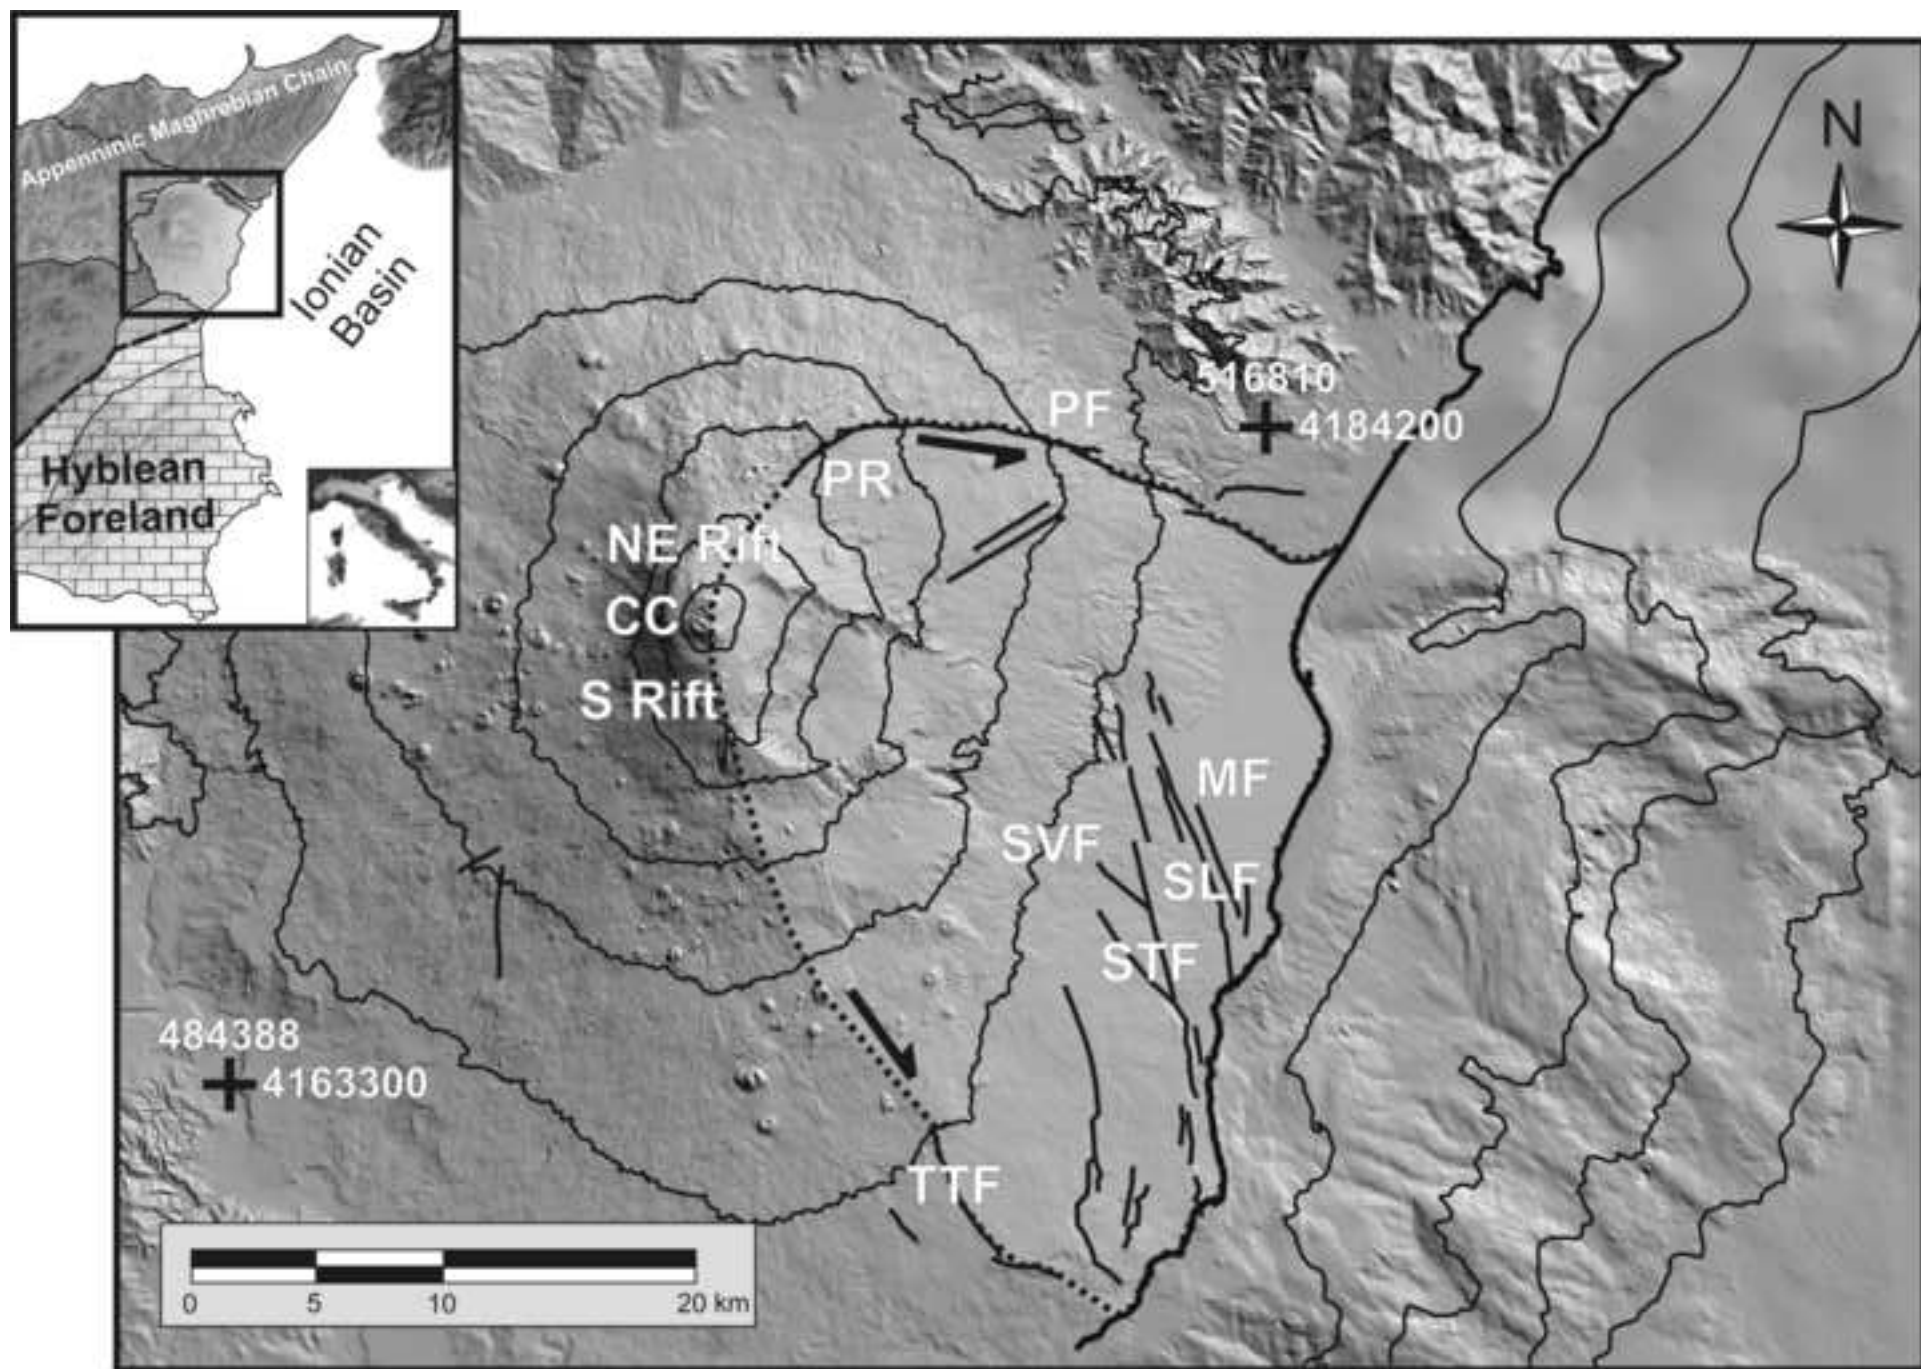 Appenninic Maghrebian Chain
Ionian
Basin
Hyblean
Foreland
N
516810
4184200
PF
PR
NE Rift
CC
S Rift
MF
SVF
SLF
STF
484388
4163300
TTF
0 5 10 20 km